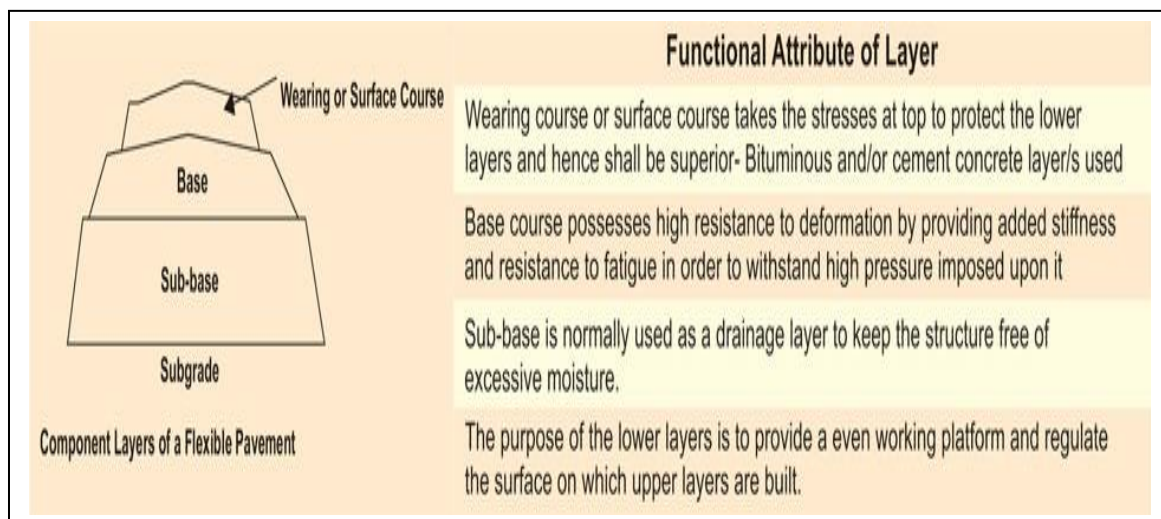 Wearing or Surface Course
Base
Sub-base
Subgrade
Component Layers of a Flexible Pavement
Functional Attribute of Layer
Wearing course or surface course takes the stresses at top to protect the lower
layers and hence shall be superior- Bituminous and/or cement concrete layer/s used
Base course possesses high resistance to deformation by providing added stiffness
and resistance to fatigue in order to withstand high pressure imposed upon it
Sub-base is normally used as a drainage layer to keep the structure free of
excessive moisture.
The purpose of the lower layers is to provide a even working platform and regulate
the surface on which upper layers are built.